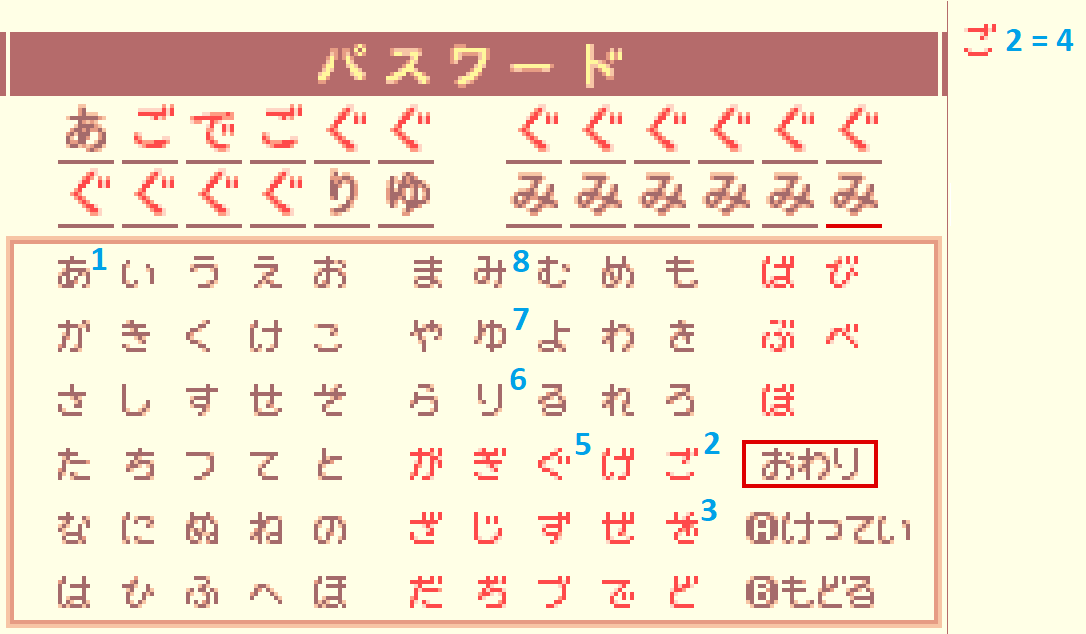 パスワード
ご 2 = 4
あごでごぐぐ ぐぐぐぐぐぐ
ぐぐぐぐりゆ みみみみみみ
あ1 い う え お ま み8 む め も ば び
か き く け こ や ゆ7 よ わ き ぶ べ
さ し す せ そ ら り6 る れ ろ ぼ
た ち つ て と が ぎ ぐ5 げ ご2 おわり
な に ぬ ね の ざ じ ず ぜ ぞ3 Aけってい
は ひ ふ へ ほ だ ぢ づ で ど Bもどる